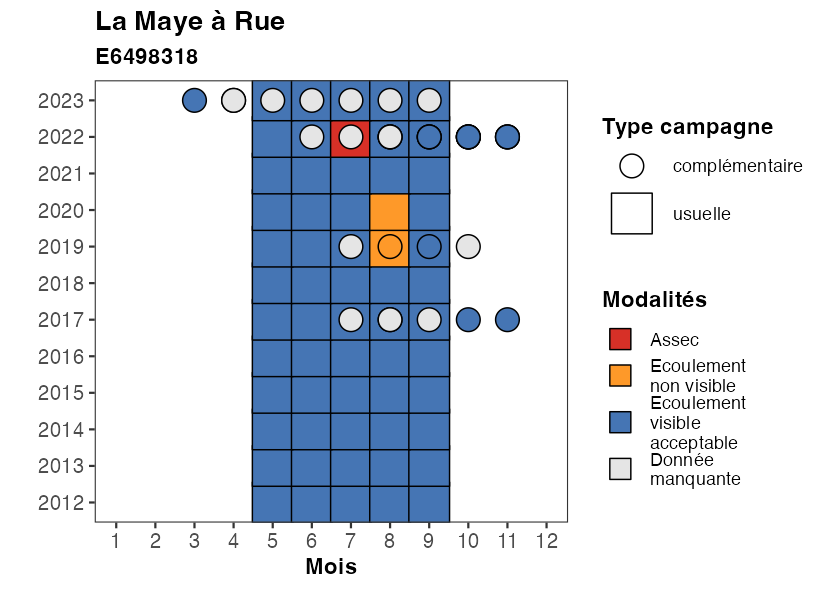 La Maye à Rue
E6498318
2023
2022
2021
2020
2019
2018
2017
2016
2015
2014
2013
2012
1 2 3 4 5 6 7 8 9 10 11 12
Mois
Type campagne
complémentaire
usuelle
Modalités
Assec
Ecoulement
non visible
Ecoulement
visible
acceptable
Donnée
manquante